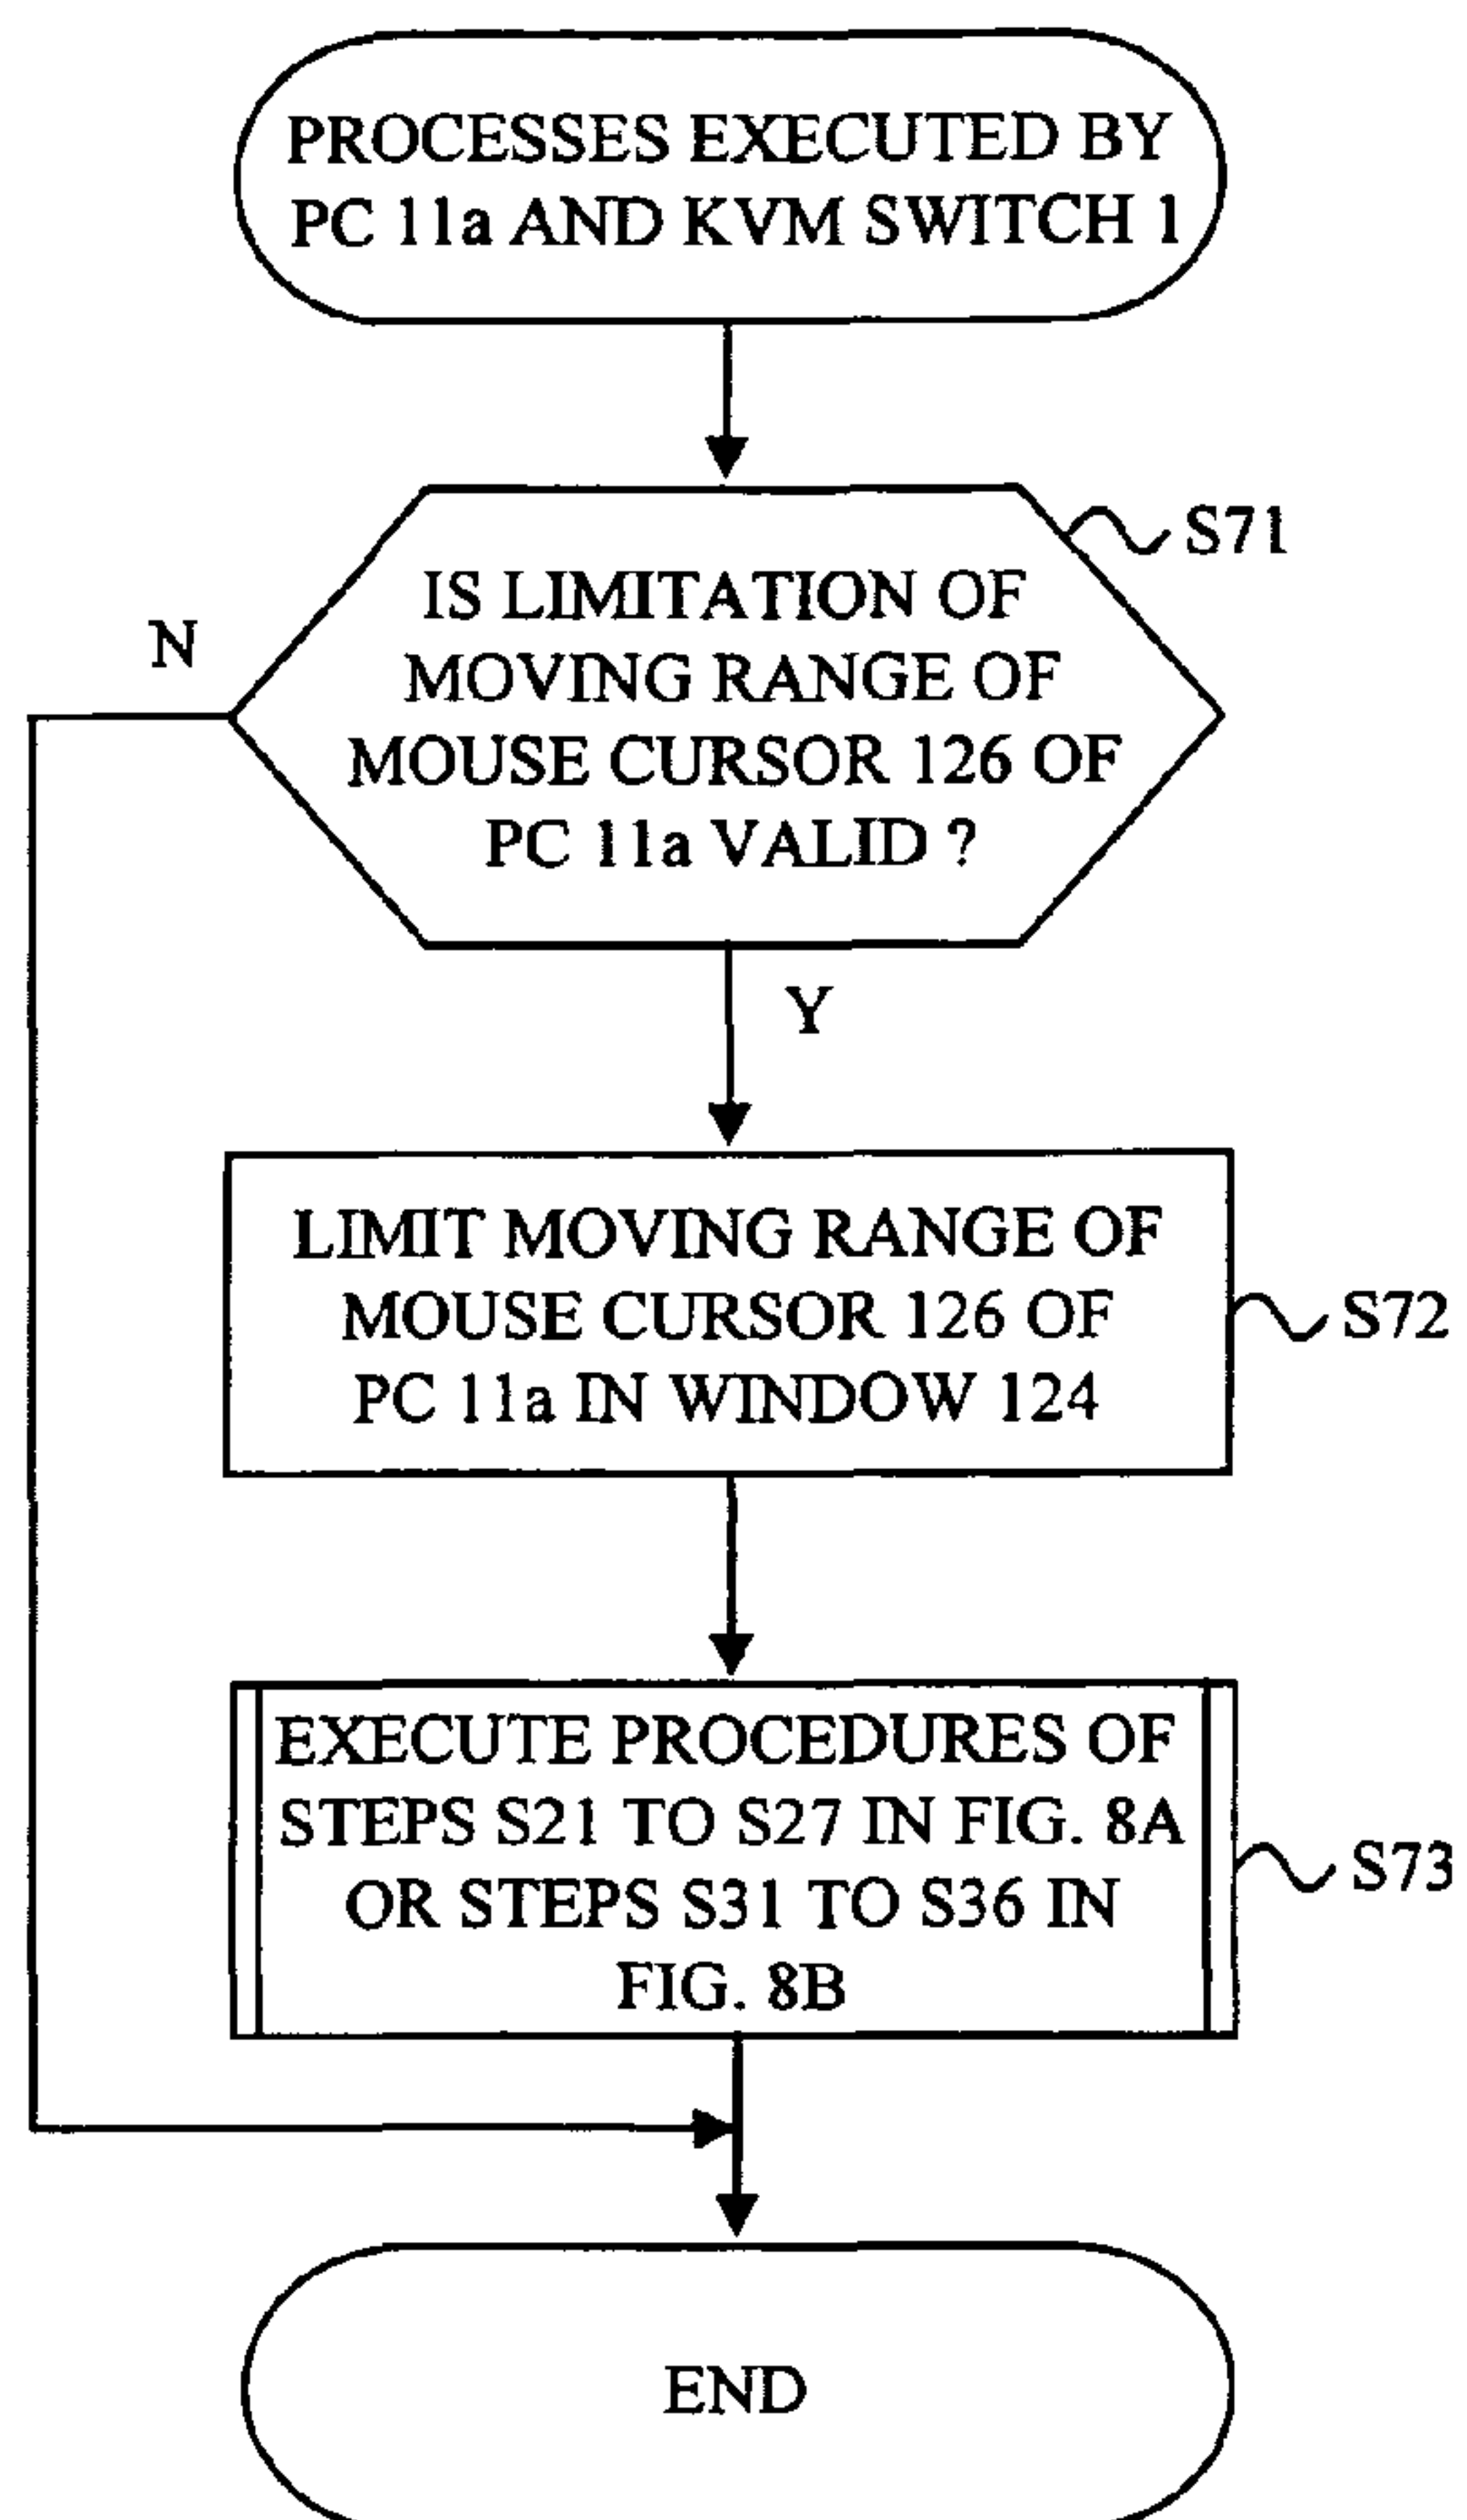 PROCESSES EXECUTED BY
PC 11a AND KVM SWITCH 1
S71
IS LIMITATION OF
MOVING RANGE OF
MOUSE CURSOR 126 OF
PC 11a VALID ?
N
Y
LIMIT MOVING RANGE OF
MOUSE CURSOR 126 OF
PC 11a IN WINDOW 124
S72
EXECUTE PROCEDURES OF
STEPS S21 TO S27 IN FIG. 8A
OR STEPS S31 TO S36 IN
FIG. 8B
S73
END